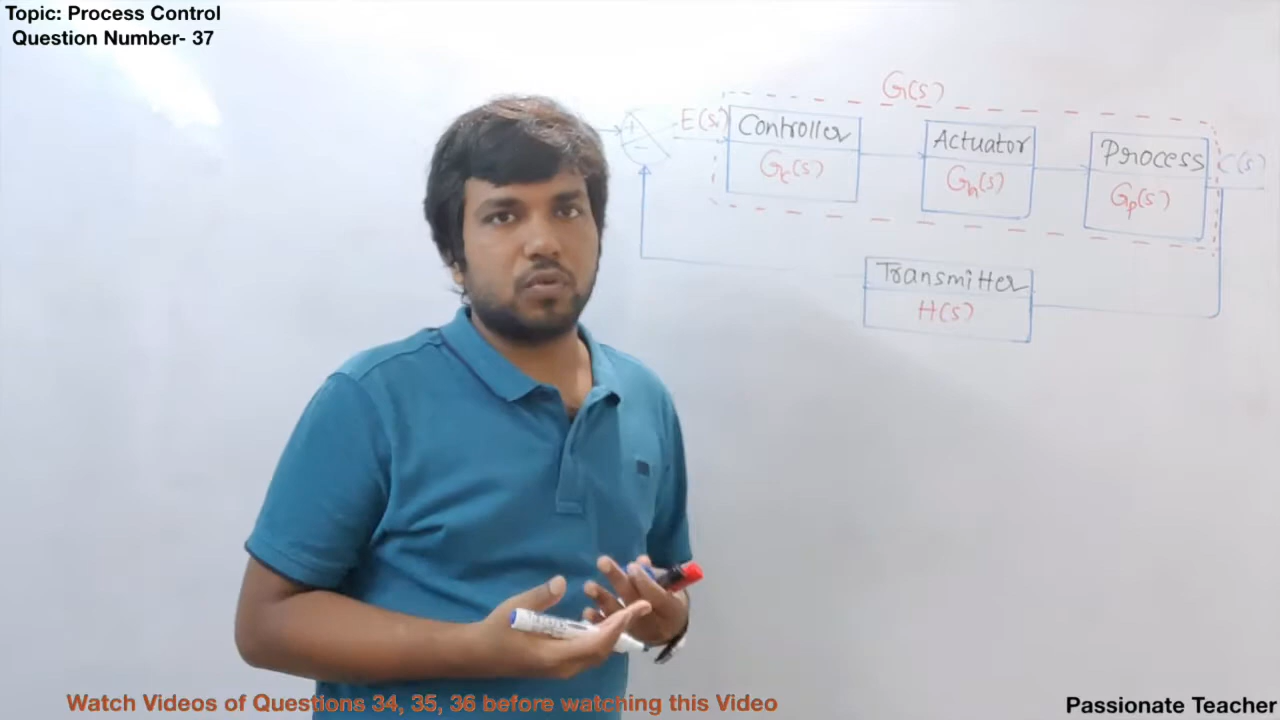 Topic: Process Control
Question Number- 37
G(s)
+
E(s)
Controller
Gc(s)
Actuator
Gh(s)
Process
Gp(s)
C(s)
-
Transmitter
H(s)
Watch Videos of Questions 34, 35, 36 before watching this Video
Passionate Teacher